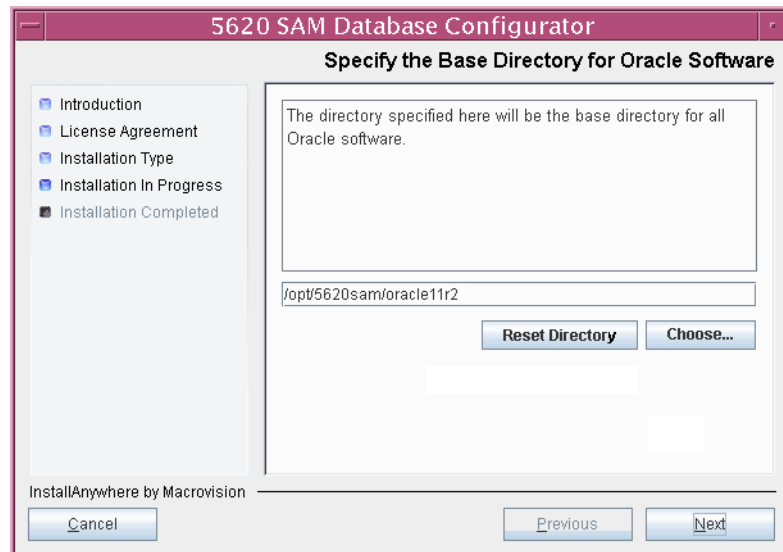 5620 SAM Database Configurator
Specify the Base Directory for Oracle Software
Introduction
License Agreement
Installation Type
Installation In Progress
Installation Completed
The directory specified here will be the base directory for all
Oracle software.
/opt/5620sam/oracle11r2
Reset Directory
Choose...
InstallAnywhere by Macrovision
Cancel
Previous
Next